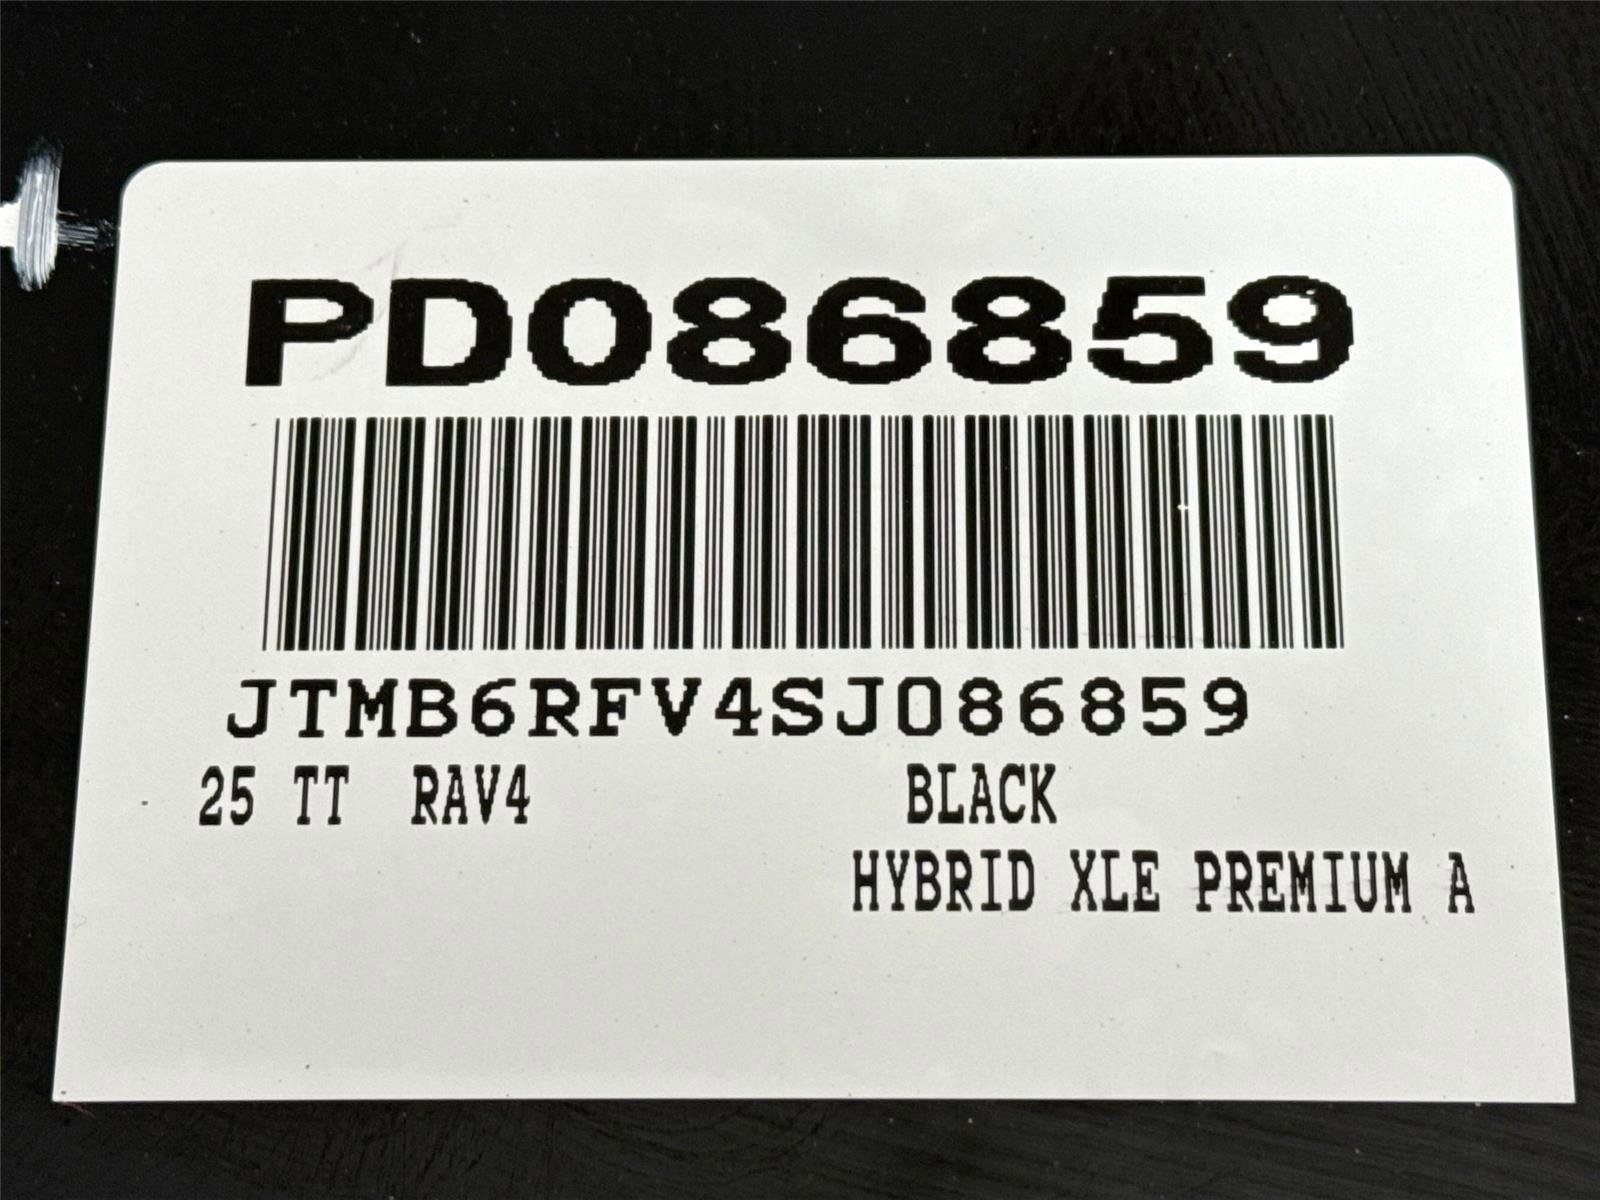 PD086859
JTMB6RFV4SJ086859
25 TT RAV4 BLACK
HYBRID XLE PREMIUM A